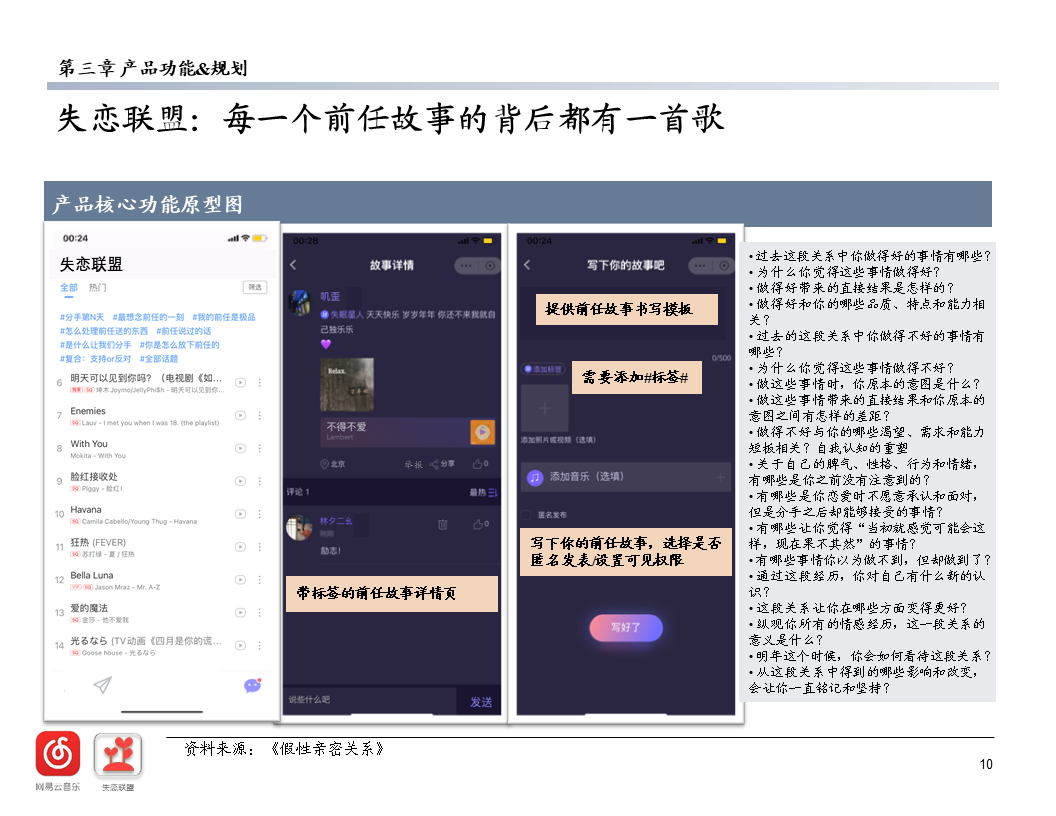 第三章 产品功能&规划
失恋联盟：每一个前任故事的背后都有一首歌
产品核心功能原型图
00:24
失恋联盟
全部 热门
筛选
#分手第N天 #最想念前任的一刻 #我的前任是极品
#怎么处理前任送的东西 #前任说过的话
#是什么让我们分手 #你是怎么放下前任的
#复合：支持or反对 #全部话题
6 明天可以见到你吗？（电视剧《如...
独家 SQ 坤木Joymo/JellyPhi$h - 明天可以见到你...
7 Enemies
SQ Lauv - I met you when I was 18. (the playlist)
8 With You
Mokita - With You
9 脸红接收处
SQ Piggy - 脸红!
10 Havana
SQ Camila Cabello/Young Thug - Havana
11 狂热 (FEVER)
SQ 苏打绿 - 夏 / 狂热
12 Bella Luna
VIP SQ Jason Mraz - Mr. A-Z
13 爱的魔法
SQ 金莎 - 他不爱我
14 光るなら (TV动画《四月是你的谎...
SQ Goose house - 光るなら
00:28
故事详情
叽歪
失眠星人 天天快乐 岁岁年年 你还不来我就自
己独乐乐
Relax.
不得不爱
Lambert
北京
举报 分享 0
评论 1
最热
林夕二幺
刚刚
0
励志!
带标签的前任故事详情页
说些什么吧
发送
00:24
写下你的故事吧
提供前任故事书写模板
0/500
添加标签
需要添加#标签#
添加照片或视频（选填）
添加音乐（选填）
匿名发布
写下你的前任故事，选择是否
匿名发表/设置可见权限
写好了
•过去这段关系中你做得好的事情有哪些？
•为什么你觉得这些事情做得好？
•做得好带来的直接结果是怎样的？
•做得好和你的哪些品质、特点和能力相
关？
•过去的这段关系中你做得不好的事情有
哪些？
•为什么你觉得这些事情做得不好？
•做这些事情时，你原本的意图是什么？
•做这些事情带来的直接结果和你原本的
意图之间有怎样的差距？
•做得不好与你的哪些渴望、需求和能力
短板相关？自我认知的重塑
•关于自己的脾气、性格、行为和情绪，
有哪些是你之前没有注意到的？
•有哪些是你恋爱时不愿意承认和面对，
但是分手之后却能够接受的事情？
•有哪些让你觉得“当初就感觉可能会这
样，现在果不其然”的事情？
•有哪些事情你以为做不到，但却做到了？
•通过这段经历，你对自己有什么新的认
识？
•这段关系让你在哪些方面变得更好？
•纵观你所有的情感经历，这一段关系的
意义是什么？
•明年这个时候，你会如何看待这段关系？
•从这段关系中得到的哪些影响和改变，
会让你一直铭记和坚持？
网易云音乐
失恋联盟
资料来源：《假性亲密关系》
10